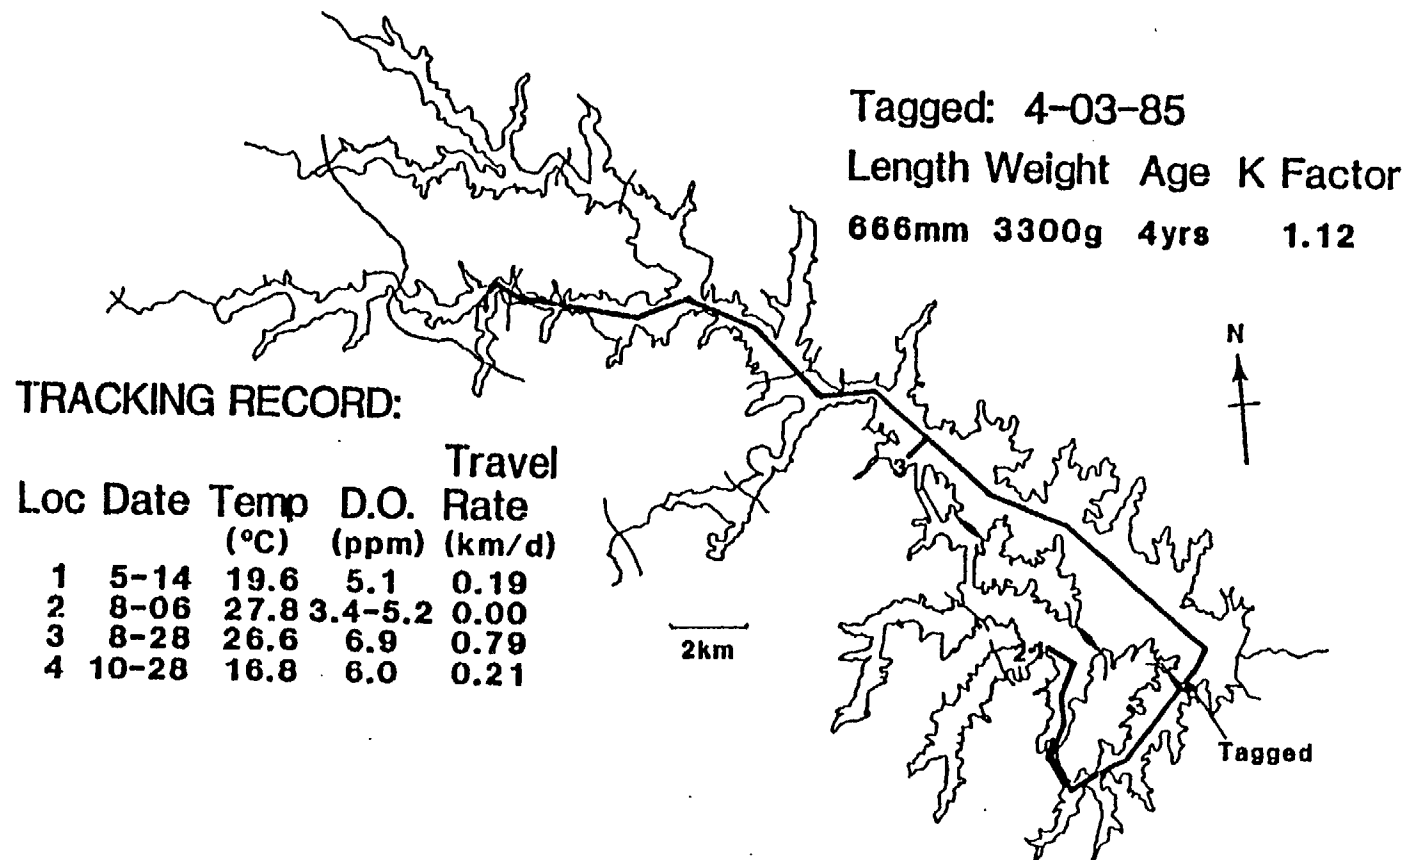 Tagged: 4-03-85
Length Weight Age K Factor
666mm 3300g 4yrs 1.12
N
TRACKING RECORD:
Travel
Loc Date Temp D.O. Rate
(ºC) (ppm) (km/d)
1 5-14 19.6 5.1 0.19
2 8-06 27.8 3.4-5.2 0.00
3 8-28 26.6 6.9 0.79
4 10-28 16.8 6.0 0.21
3
2km
2-1
Tagged